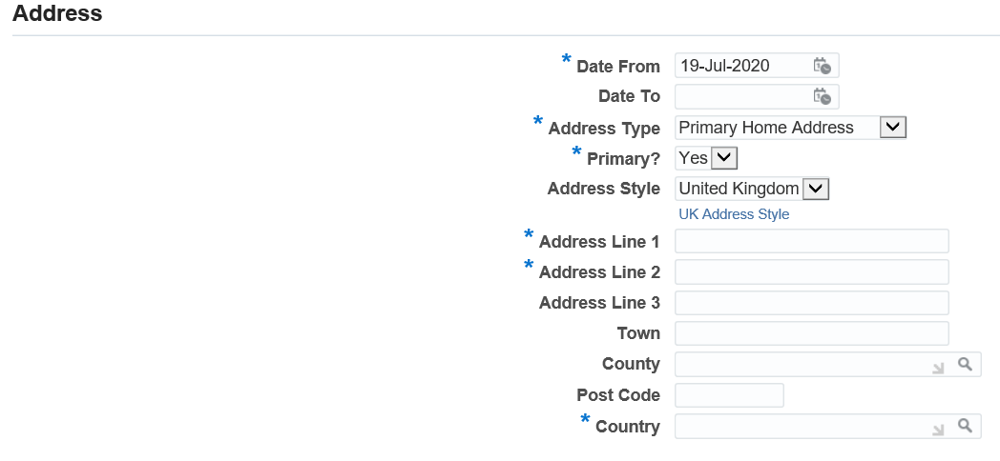 Address
* Date From 19-Jul-2020
Date To
* Address Type Primary Home Address
* Primary? Yes
Address Style United Kingdom
UK Address Style
* Address Line 1
* Address Line 2
Address Line 3
Town
County
Post Code
* Country